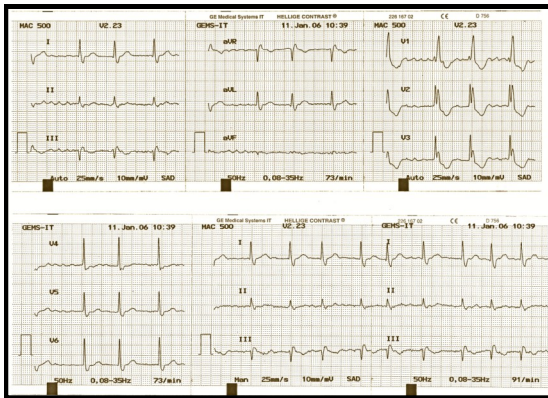 GE Medical Systems IT HELLIGE CONTRAST ® 226 167 02 CE D 756
MAC 500 V2.23 GEMS-IT 11.Jan.06 10:39 MAC 500 V2.23
I aVR V1
II aVL V2
III aVF V3
Auto 25mm/s 10mm/mV SAD 50Hz 0,08-35Hz 73/min Auto 25mm/s 10mm/mV SAD
GE Medical Systems IT HELLIGE CONTRAST ® 226 167 02 CE D 756
GEMS-IT 11.Jan.06 10:39 MAC 500 V2.23 GEMS-IT 11.Jan.06 10:39
V4 I I
V5 II II
V6 III III
50Hz 0,08-35Hz 73/min Man 25mm/s 10mm/mV SAD 50Hz 0,08-35Hz 91/min